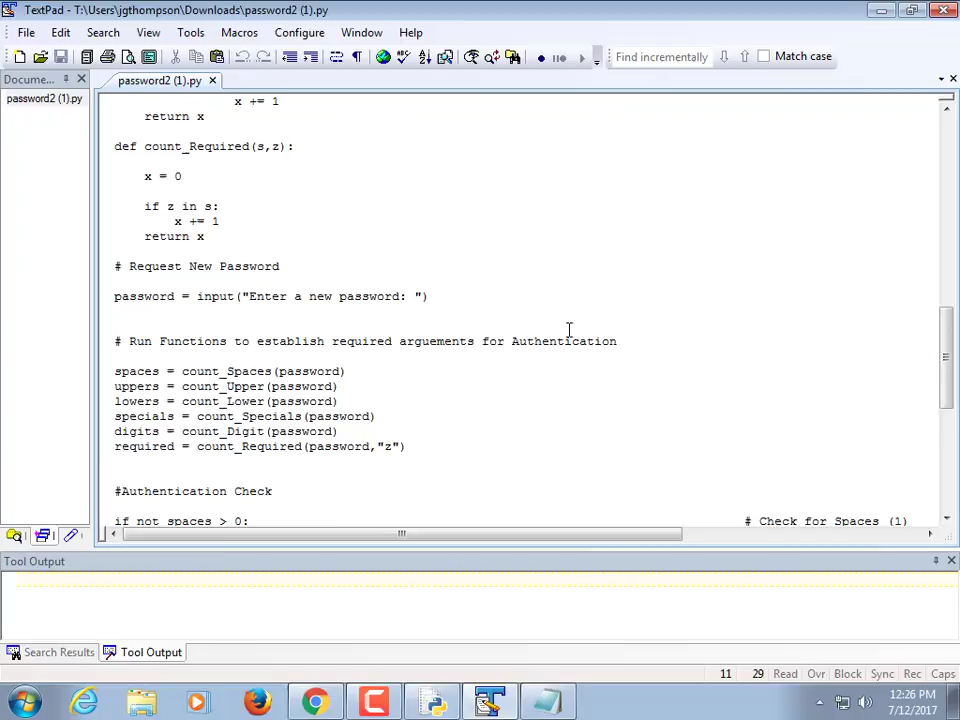 TextPad - T:\Users\jgthompson\Downloads\password2 (1).py
File Edit Search View Tools Macros Configure Window Help
Find incrementally Match case
Docume... password2 (1).py
password2 (1).py
x += 1
return x
def count_Required(s,z):
x = 0
if z in s:
x += 1
return x
# Request New Password
password = input("Enter a new password: ")
# Run Functions to establish required arguements for Authentication
spaces = count_Spaces(password)
uppers = count_Upper(password)
lowers = count_Lower(password)
specials = count_Specials(password)
digits = count_Digit(password)
required = count_Required(password,"z")
#Authentication Check
if not spaces > 0: # Check for Spaces (1)
Tool Output
Search Results Tool Output
11 29 Read Ovr Block Sync Rec Caps
12:26 PM
7/12/2017